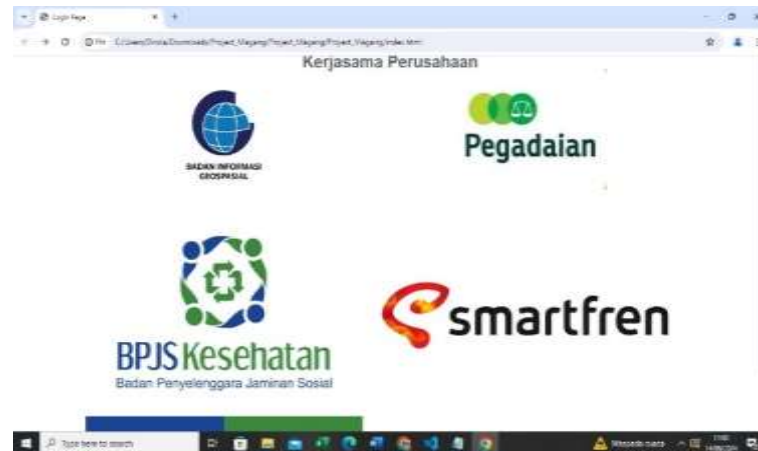 Login Page
Kerjasama Perusahaan
BADAN INFORMASI
GEOSPASIAL
Pegadaian
BPJS Kesehatan
Badan Penyelenggara Jaminan Sosial
smartfren
Type here to search